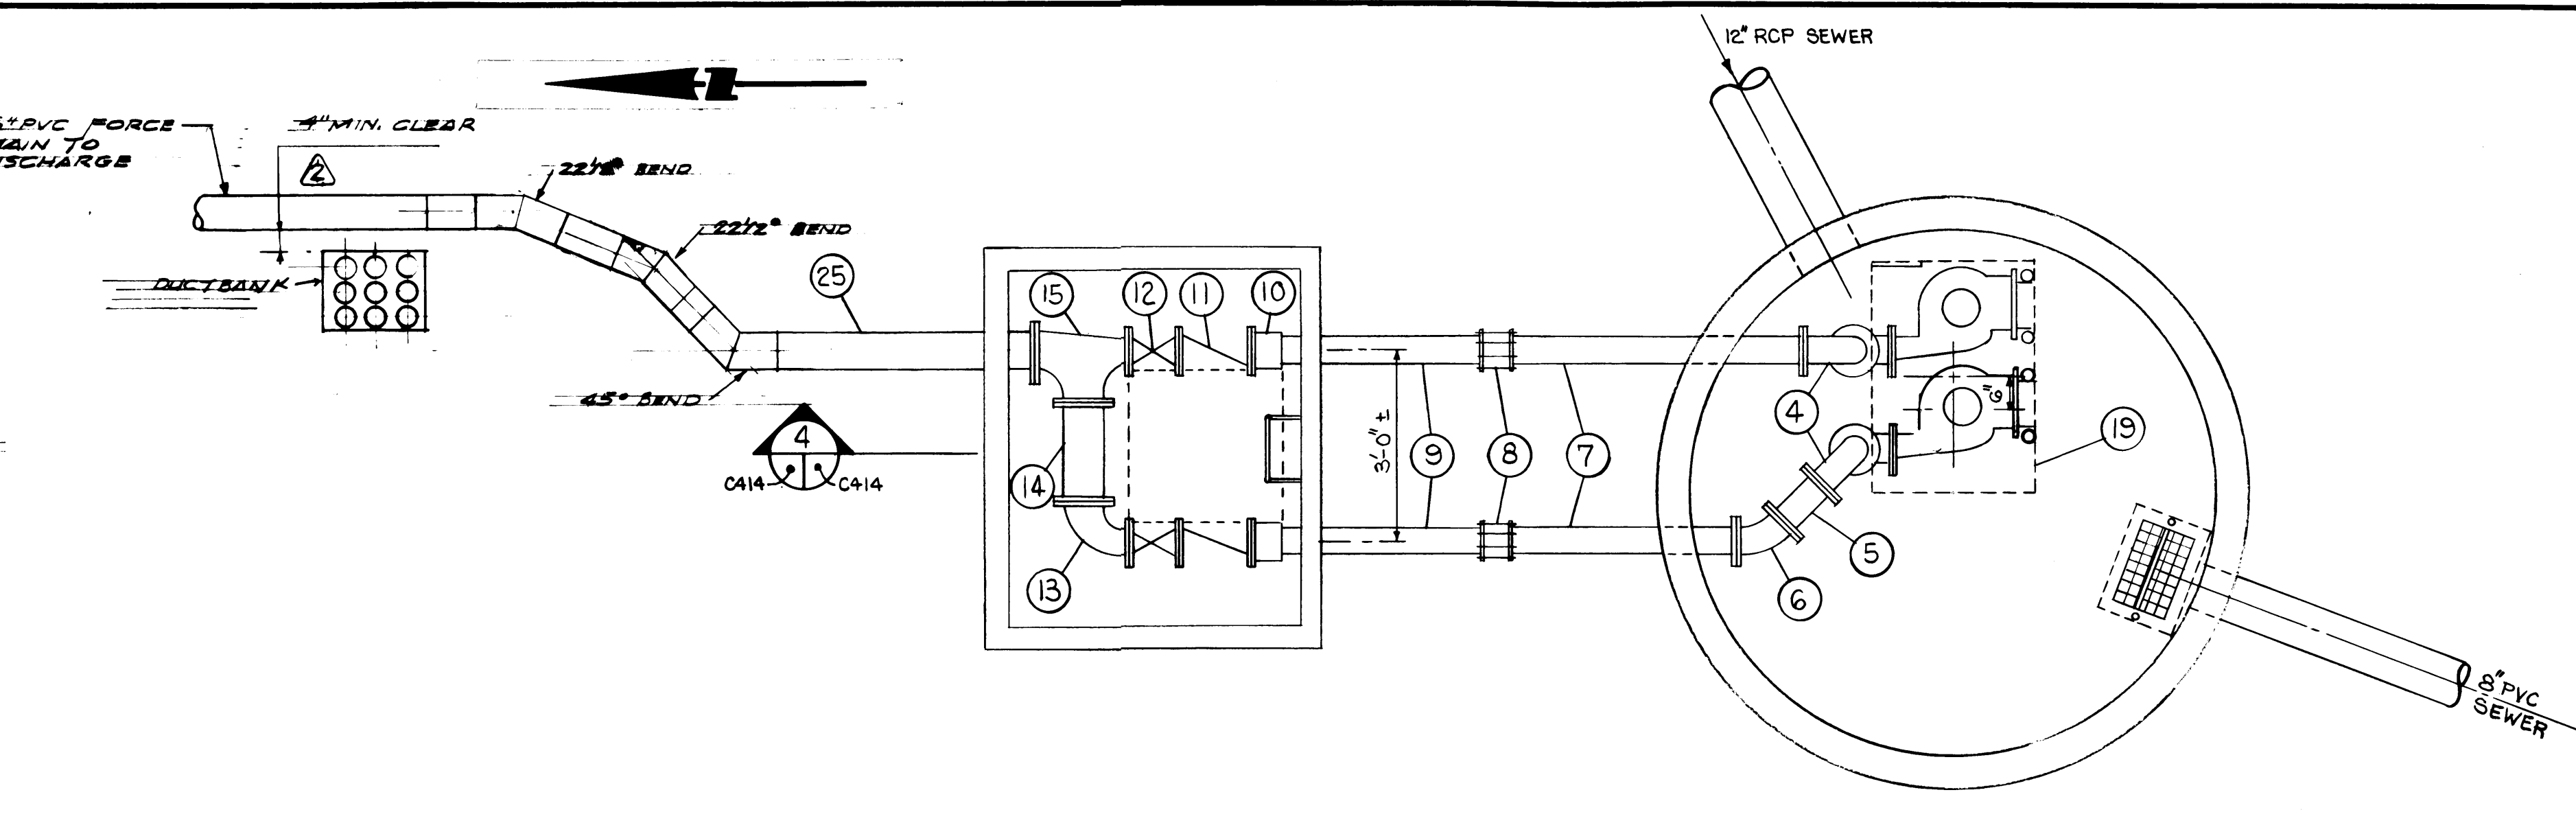 12" RCP SEWER
N
PVC FORCE
TO
4" MIN. CLEAR
2
22½° BEND
22½° BEND
DUCTBANK
25
15
12
11
10
45° BEND
4
C414
C414
14
13
3'-0" ±
9
8
7
4
6"
19
5
6
8" PVC
SEWER